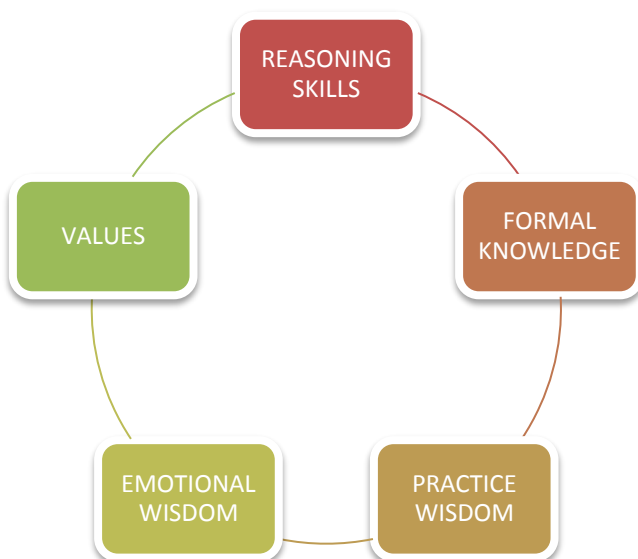 REASONING
SKILLS
FORMAL
KNOWLEDGE
PRACTICE
WISDOM
EMOTIONAL
WISDOM
VALUES